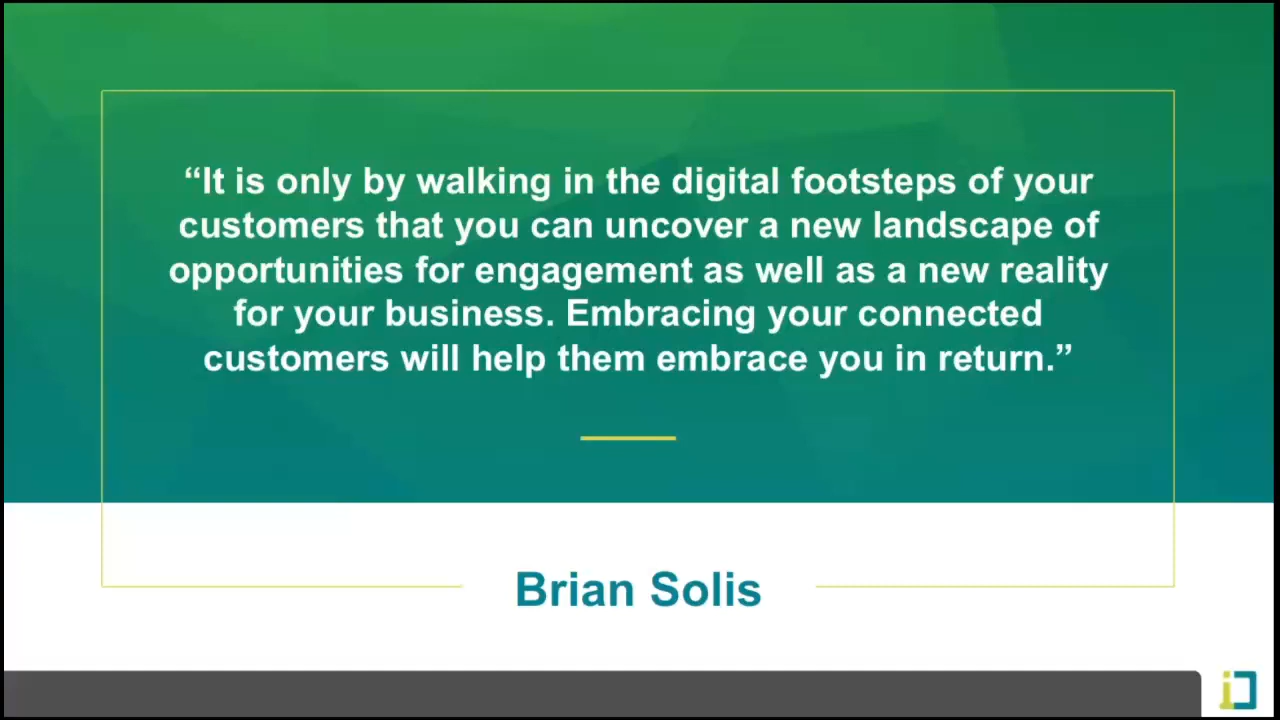 “It is only by walking in the digital footsteps of your
customers that you can uncover a new landscape of
opportunities for engagement as well as a new reality
for your business. Embracing your connected
customers will help them embrace you in return.”
Brian Solis